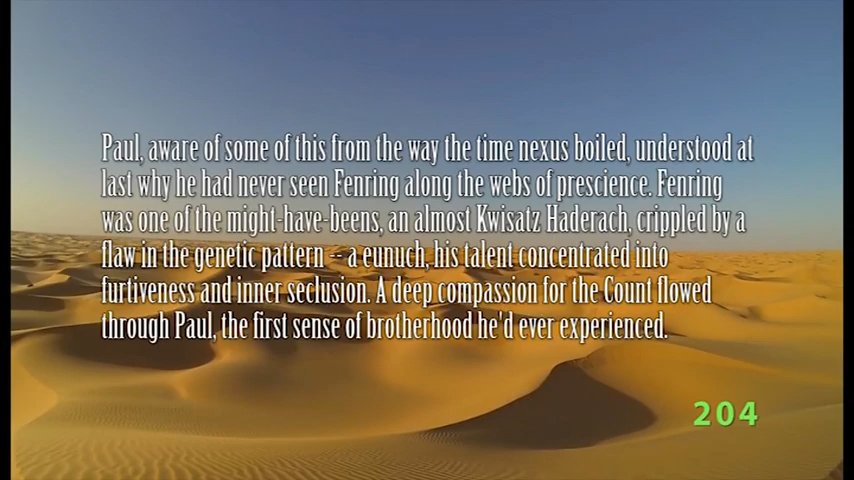 Paul, aware of some of this from the way the time nexus boiled, understood at
last why he had never seen Fenring along the webs of prescience. Fenring
was one of the might-have-beens, an almost Kwisatz Haderach, crippled by a
flaw in the genetic pattern -- a eunuch, his talent concentrated into
furtiveness and inner seclusion. A deep compassion for the Count flowed
through Paul, the first sense of brotherhood he'd ever experienced.
204